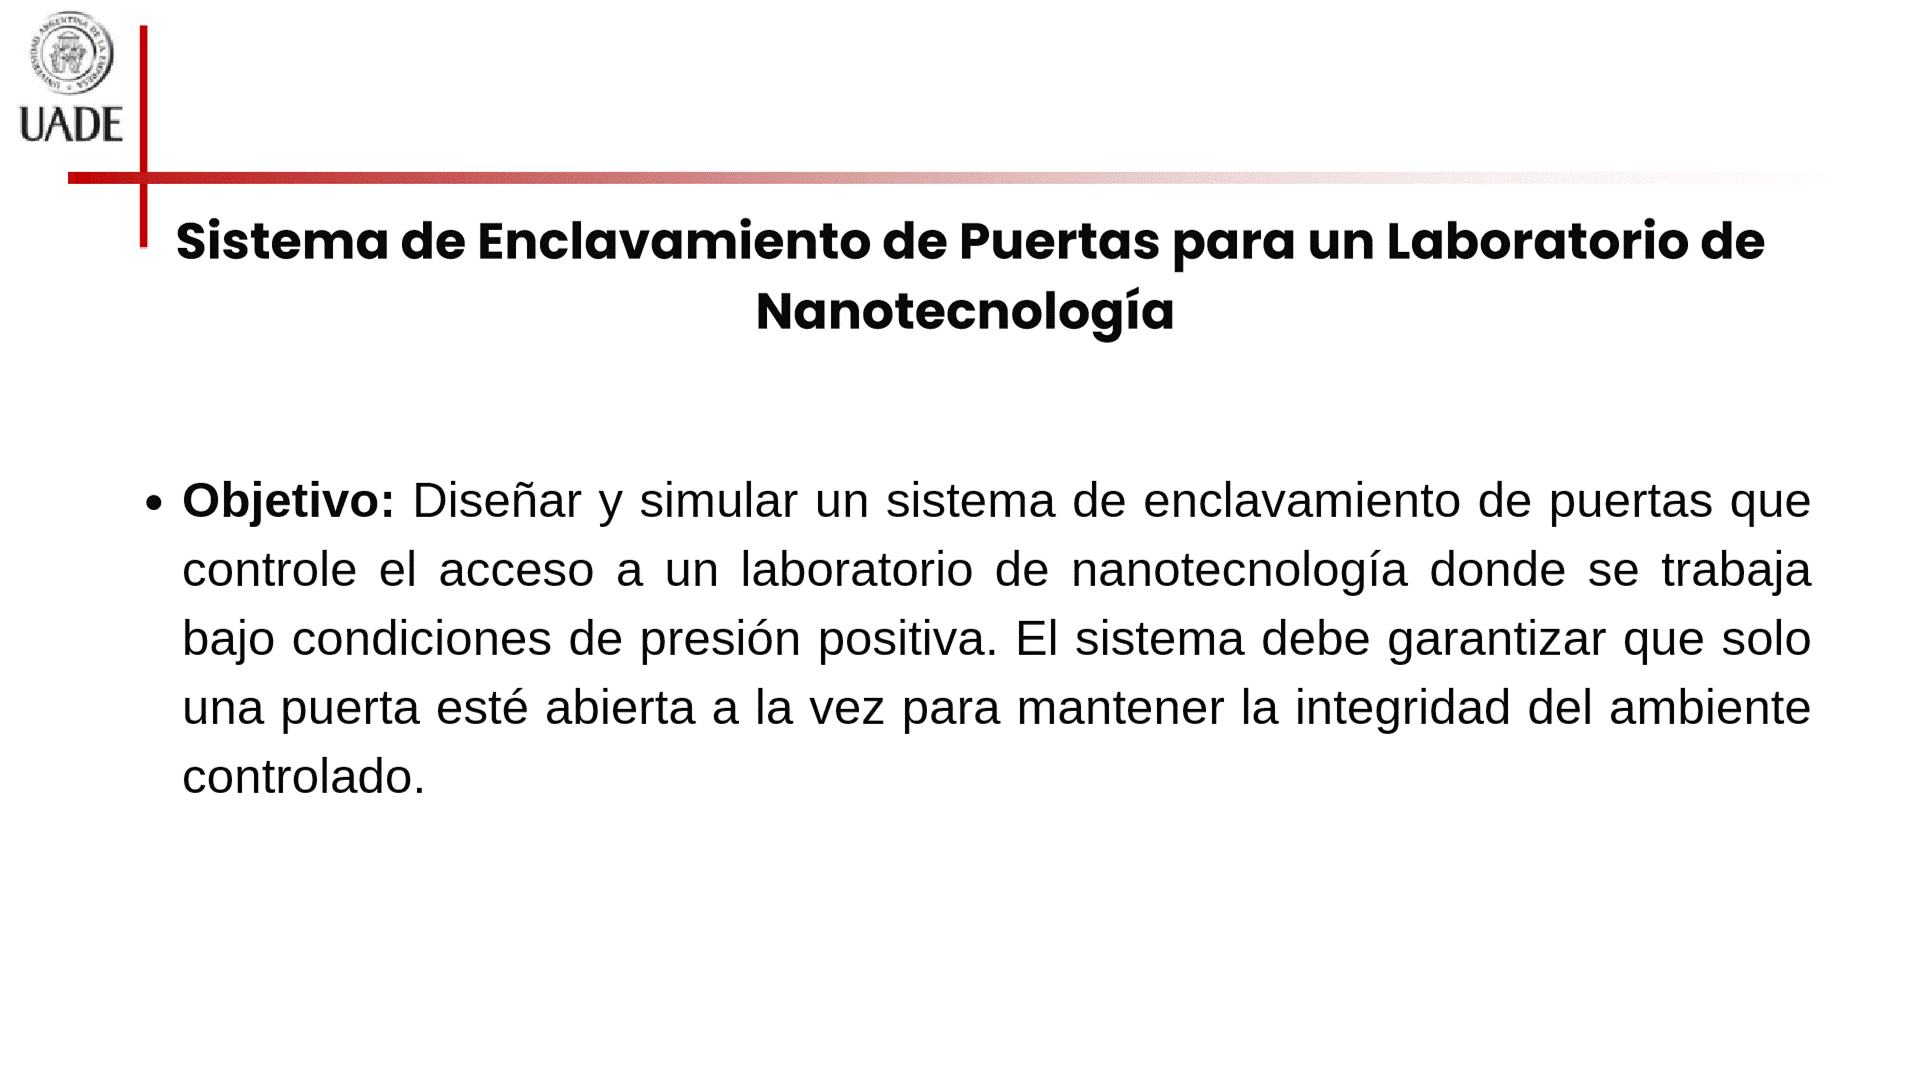 UNIVERSIDAD ARGENTINA DE LA EMPRESA
UADE
Sistema de Enclavamiento de Puertas para un Laboratorio de
Nanotecnología
• Objetivo: Diseñar y simular un sistema de enclavamiento de puertas que
controle el acceso a un laboratorio de nanotecnología donde se trabaja
bajo condiciones de presión positiva. El sistema debe garantizar que solo
una puerta esté abierta a la vez para mantener la integridad del ambiente
controlado.